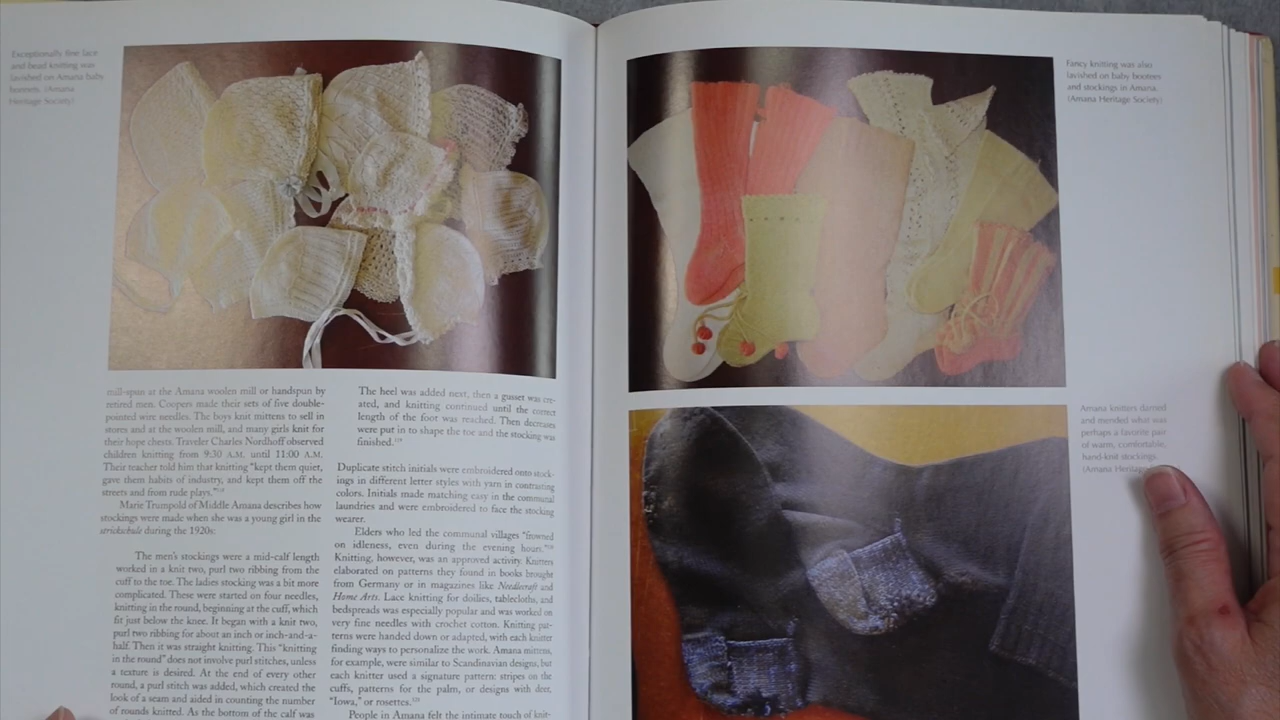 Exceptionally fine lace
and bead knitting was
lavished on Amana baby
bonnets. (Amana
Heritage Society)
mill-spun at the Amana woolen mill or handspun by
retired men. Coopers made their sets of five double-
pointed wire needles. The boys knit mittens to sell in
stores and at the woolen mill, and many girls knit for
their hope chests. Traveler Charles Nordhoff observed
children knitting from 9:30 A.M. until 11:00 A.M.
Their teacher told him that knitting "kept them quiet,
gave them habits of industry, and kept them off the
streets and from rude plays."
Marie Trumpold of Middle Amana describes how
stockings were made when she was a young girl in the
strickschule during the 1920s:
The men's stockings were a mid-calf length
worked in a knit two, purl two ribbing from the
cuff to the toe. The ladies stocking was a bit more
complicated. These were started on four needles,
knitting in the round, beginning at the cuff, which
fit just below the knee. It began with a knit two,
purl two ribbing for about an inch or inch-and-a-
half. Then it was straight knitting. This "knitting
in the round" does not involve purl stitches, unless
a texture is desired. At the end of every other
round, a purl stitch was added, which created the
look of a seam and aided in counting the number
of rounds knitted. As the bottom of the calf was
The heel was added next, then a gusset was cre-
ated, and knitting continued until the correct
length of the foot was reached. Then decreases
were put in to shape the toe and the stocking was
finished.
Duplicate stitch initials were embroidered onto stock-
ings in different letter styles with yarn in contrasting
colors. Initials made matching easy in the communal
laundries and were embroidered to face the stocking
wearer.
Elders who led the communal villages "frowned
on idleness, even during the evening hours."
Knitting, however, was an approved activity. Knitters
elaborated on patterns they found in books brought
from Germany or in magazines like Needlecraft and
Home Arts. Lace knitting for doilies, tablecloths, and
bedspreads was especially popular and was worked on
very fine needles with crochet cotton. Knitting pat-
terns were handed down or adapted, with each knitter
finding ways to personalize the work. Amana mittens,
for example, were similar to Scandinavian designs, but
each knitter used a signature pattern: stripes on the
cuffs, patterns for the palm, or designs with deer,
"Iowa," or rosettes.
People in Amana felt the intimate touch of knit-
Fancy knitting was also
lavished on baby bootees
and stockings in Amana.
(Amana Heritage Society)
Amana knitters darned
and mended what was
perhaps a favorite pair
of warm, comfortable,
hand-knit stockings.
(Amana Heritage